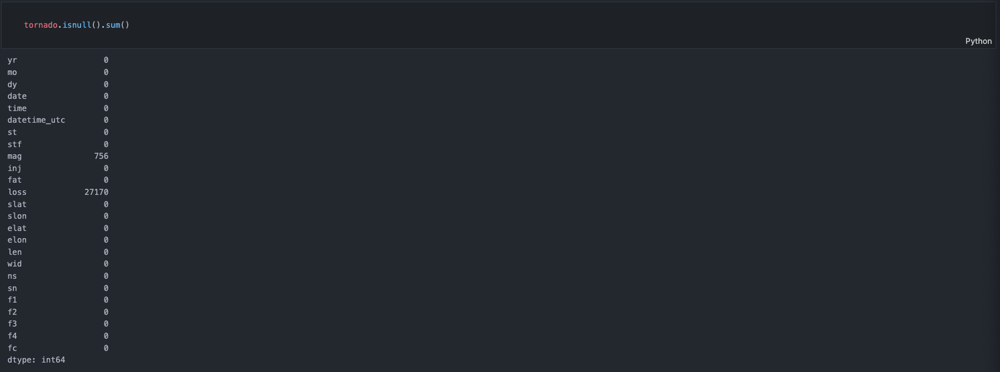 tornado.isnull().sum()
Python
yr 0
mo 0
dy 0
date 0
time 0
datetime_utc 0
st 0
stf 0
mag 756
inj 0
fat 0
loss 27170
slat 0
slon 0
elat 0
elon 0
len 0
wid 0
ns 0
sn 0
f1 0
f2 0
f3 0
f4 0
fc 0
dtype: int64